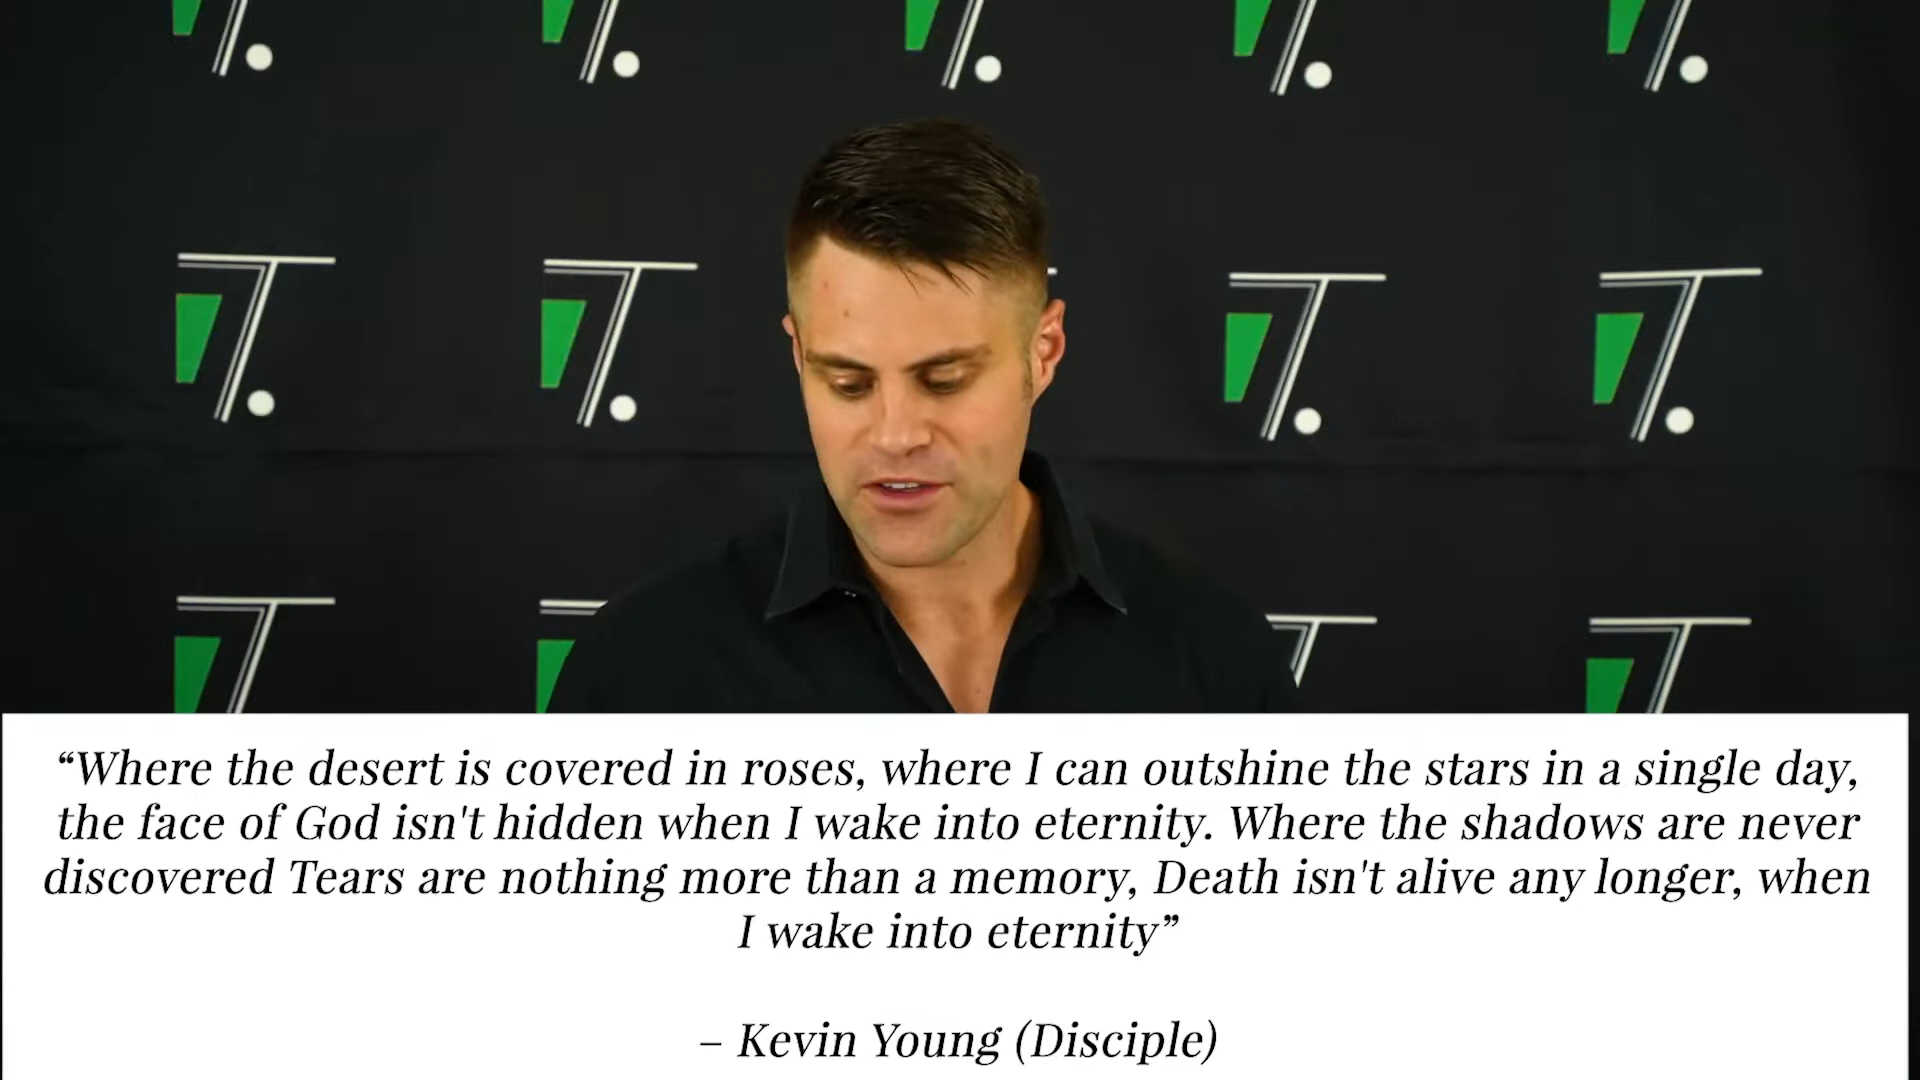 “Where the desert is covered in roses, where I can outshine the stars in a single day,
the face of God isn't hidden when I wake into eternity. Where the shadows are never
discovered Tears are nothing more than a memory, Death isn't alive any longer, when
I wake into eternity”
– Kevin Young (Disciple)